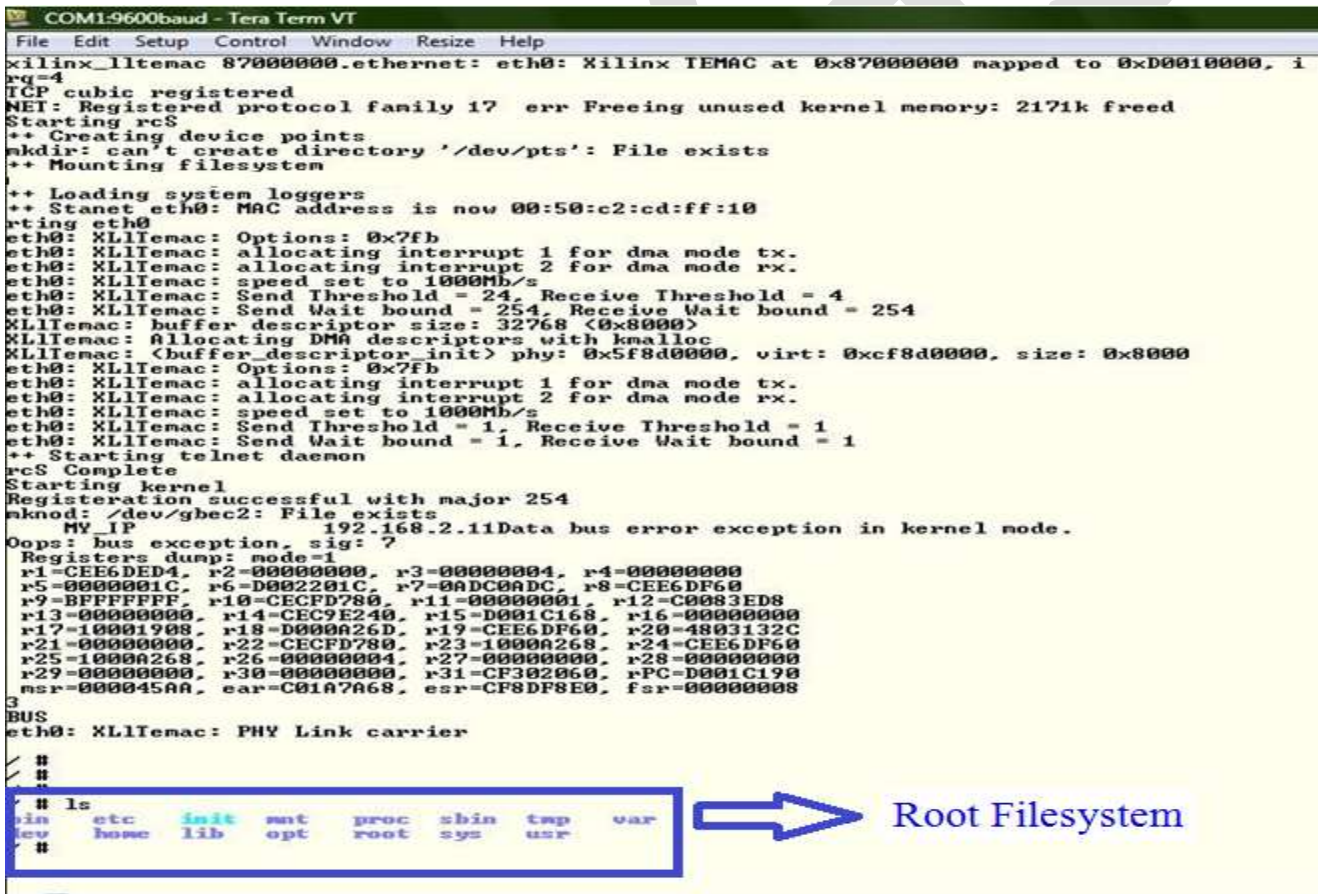 COM1:9600baud - Tera Term VT
File Edit Setup Control Window Resize Help
xilinx_lltemac 87000000.ethernet: eth0: Xilinx TEMAC at 0x87000000 mapped to 0xD0010000, i
rq=4
TCP cubic registered
NET: Registered protocol family 17 err Freeing unused kernel memory: 2171k freed
Starting rcS
++ Creating device points
mkdir: can't create directory '/dev/pts': File exists
++ Mounting filesystem
++ Loading system loggers
++ Stanet eth0: MAC address is now 00:50:c2:cd:ff:10
rting eth0
eth0: XLlTemac: Options: 0x7fb
eth0: XLlTemac: allocating interrupt 1 for dma mode tx.
eth0: XLlTemac: allocating interrupt 2 for dma mode rx.
eth0: XLlTemac: speed set to 1000Mb/s
eth0: XLlTemac: Send Threshold = 24, Receive Threshold = 4
eth0: XLlTemac: Send Wait bound = 254, Receive Wait bound = 254
XLlTemac: buffer descriptor size: 32768 (0x8000)
XLlTemac: Allocating DMA descriptors with kmalloc
XLlTemac: (buffer_descriptor_init) phy: 0x5f8d0000, virt: 0xcf8d0000, size: 0x8000
eth0: XLlTemac: Options: 0x7fb
eth0: XLlTemac: allocating interrupt 1 for dma mode tx.
eth0: XLlTemac: allocating interrupt 2 for dma mode rx.
eth0: XLlTemac: speed set to 1000Mb/s
eth0: XLlTemac: Send Threshold = 1, Receive Threshold = 1
eth0: XLlTemac: Send Wait bound = 1, Receive Wait bound = 1
++ Starting telnet daemon
rcS Complete
Starting kernel
Registeration successful with major 254
mknod: /dev/gbec2: File exists
MY_IP 192.168.2.11Data bus error exception in kernel mode.
Oops: bus exception, sig: 7
Registers dump: mode=1
r1=CEE6DED4, r2=00000000, r3=00000004, r4=00000000
r5=0000001C, r6=D002201C, r7=0ADC0ADC, r8=CEE6DF60
r9=BFFFFFFF, r10=CECFD780, r11=00000001, r12=C0083ED8
r13=00000000, r14=CEC9E240, r15=D001C168, r16=00000000
r17=10001908, r18=D000A26D, r19=CEE6DF60, r20=4803132C
r21=00000000, r22=CECFD780, r23=1000A268, r24=CEE6DF60
r25=1000A268, r26=00000004, r27=00000000, r28=00000000
r29=00000000, r30=00000000, r31=CF302060, rPC=D001C190
msr=000045AA, ear=C01A7A68, esr=CF8DF8E0, fsr=00000008
3
BUS
eth0: XLlTemac: PHY Link carrier
/ #
/ #
/ #
/ # ls
bin etc init mnt proc sbin tmp var
dev home lib opt root sys usr
/ #
Root Filesystem